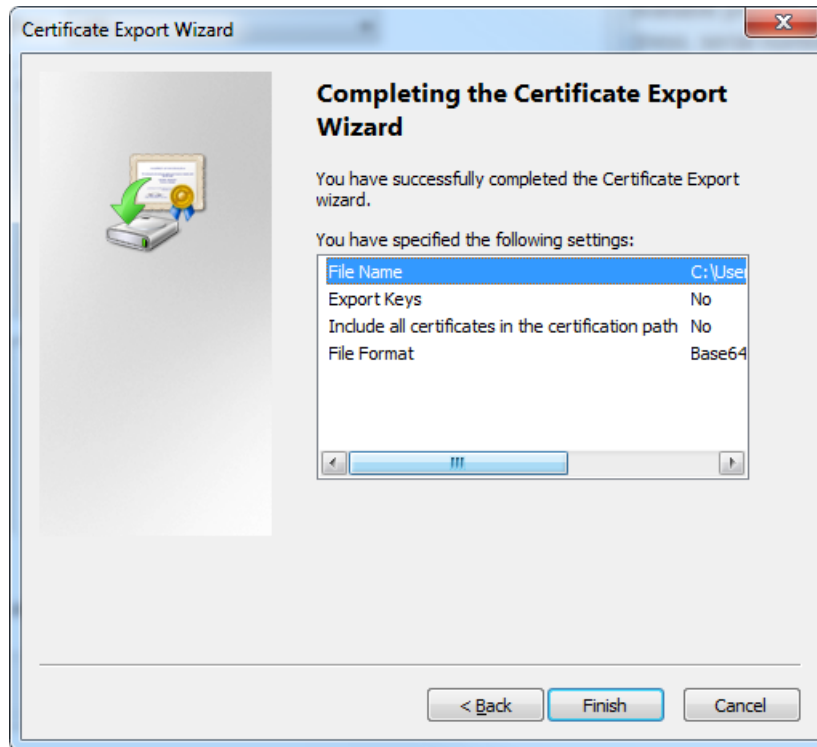 Certificate Export Wizard
Completing the Certificate Export
Wizard
You have successfully completed the Certificate Export
wizard.
You have specified the following settings:
File Name C:\User
Export Keys No
Include all certificates in the certification path No
File Format Base64
< Back Finish Cancel